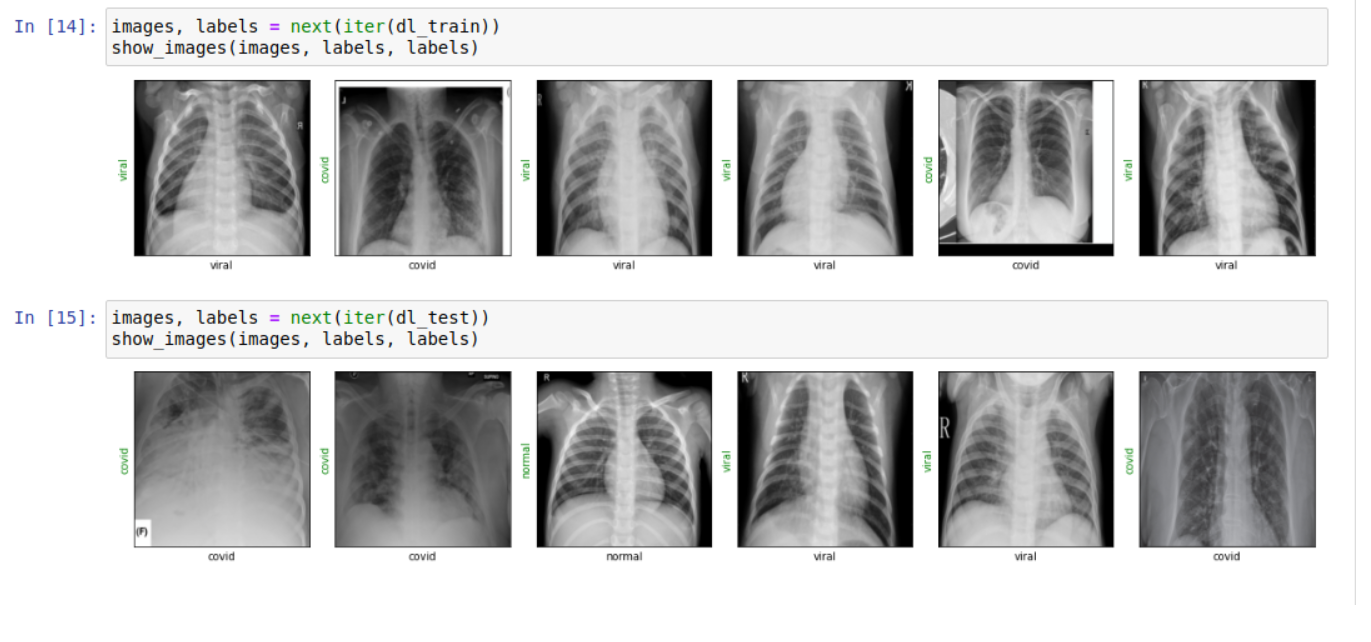 In [14]: images, labels = next(iter(dl_train))
show_images(images, labels, labels)
viral covid viral viral covid viral
R
viral covid viral viral covid viral
In [15]: images, labels = next(iter(dl_test))
show_images(images, labels, labels)
covid covid normal viral viral covid
R R R
(F)
covid covid normal viral viral covid